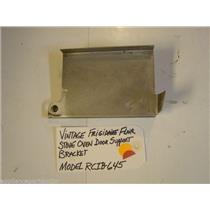 VINTAGE FRIGIDAIRE FLAIR
STOVE OVEN DOOR SUPPORT
BRACKET
MODEL RCIB-645